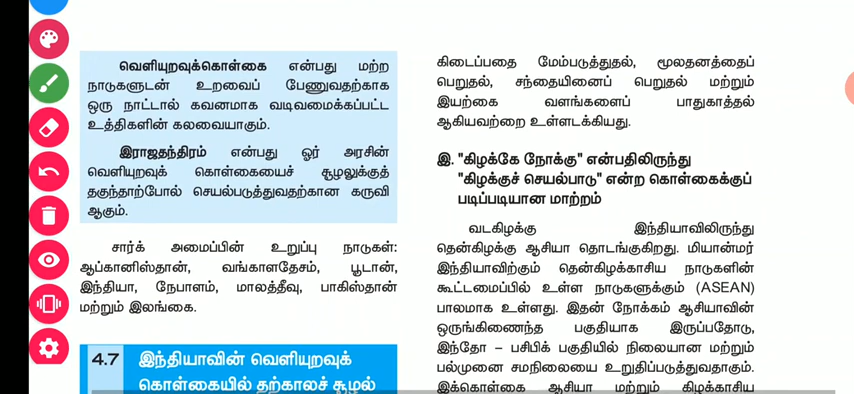 வெளியுறவுக்கொள்கை என்பது மற்ற
நாடுகளுடன் உறவைப் பேணுவதற்காக
ஒரு நாட்டால் கவனமாக வடிவமைக்கப்பட்ட
உத்திகளின் கலவையாகும்.
இராஜதந்திரம் என்பது ஓர் அரசின்
வெளியுறவுக் கொள்கையைச் சூழலுக்குத்
தகுந்தாற்போல் செயல்படுத்துவதற்கான கருவி
ஆகும்.
சார்க் அமைப்பின் உறுப்பு நாடுகள்:
ஆப்கானிஸ்தான், வங்காளதேசம், பூடான்,
இந்தியா, நேபாளம், மாலத்தீவு, பாகிஸ்தான்
மற்றும் இலங்கை.
4.7 இந்தியாவின் வெளியுறவுக்
கொள்கையில் தற்காலச் சூழல்
கிடைப்பதை மேம்படுத்துதல், மூலதனத்தைப்
பெறுதல், சந்தையினைப் பெறுதல் மற்றும்
இயற்கை வளங்களைப் பாதுகாத்தல்
ஆகியவற்றை உள்ளடக்கியது.
இ. "கிழக்கே நோக்கு" என்பதிலிருந்து
"கிழக்குச் செயல்பாடு" என்ற கொள்கைக்குப்
படிப்படியான மாற்றம்
வடகிழக்கு இந்தியாவிலிருந்து
தென்கிழக்கு ஆசியா தொடங்குகிறது. மியான்மர்
இந்தியாவிற்கும் தென்கிழக்காசிய நாடுகளின்
கூட்டமைப்பில் உள்ள நாடுகளுக்கும் (ASEAN)
பாலமாக உள்ளது. இதன் நோக்கம் ஆசியாவின்
ஒருங்கிணைந்த பகுதியாக இருப்பதோடு,
இந்தோ – பசிபிக் பகுதியில் நிலையான மற்றும்
பல்முனை சமநிலையை உறுதிப்படுத்துவதாகும்.
இக்கொள்கை ஆசியா மற்றும் கிழக்காசிய